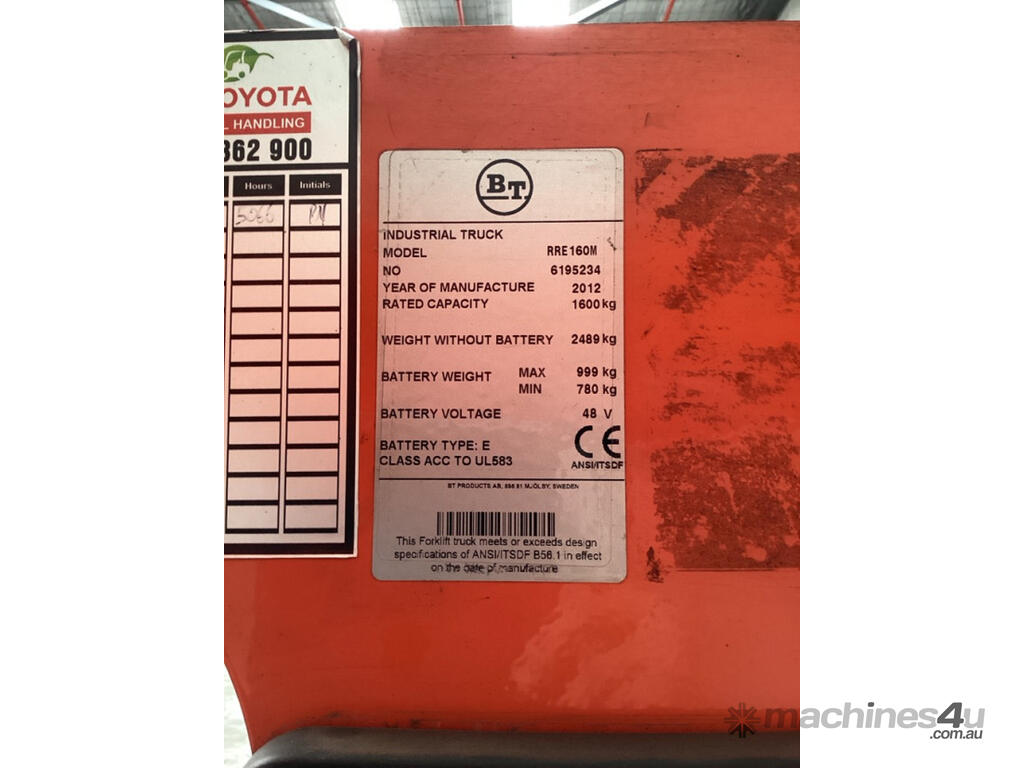 OYOTA
L HANDLING
362 900
Hours Initials
5066
BT
INDUSTRIAL TRUCK
MODEL RRE160M
NO 6195234
YEAR OF MANUFACTURE 2012
RATED CAPACITY 1600 kg
WEIGHT WITHOUT BATTERY 2489 kg
BATTERY WEIGHT MAX 999 kg
MIN 780 kg
BATTERY VOLTAGE 48 V
BATTERY TYPE: E
CLASS ACC TO UL583
CE
ANSI/ITSDF
BT PRODUCTS AB, 595 81 MJÖLBY, SWEDEN
This Forklift truck meets or exceeds design
specifications of ANSI/ITSDF B56.1 in effect
on the date of manufacture
machines4u
.com.au